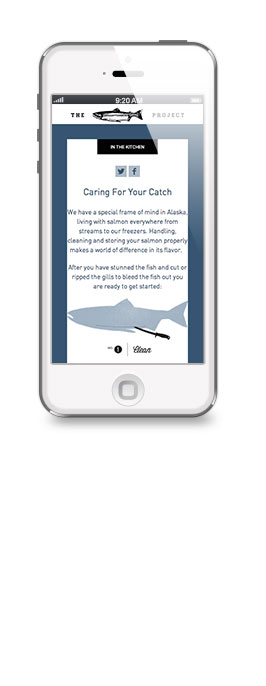 9:20 AM
THE PROJECT
IN THE KITCHEN
Caring For Your Catch
We have a special frame of mind in Alaska,
living with salmon everywhere from
streams to our freezers. Handling,
cleaning and storing your salmon properly
makes a world of difference in its flavor.
After you have stunned the fish and cut or
ripped the gills to bleed the fish out you
are ready to get started:
NO. 1 Clean